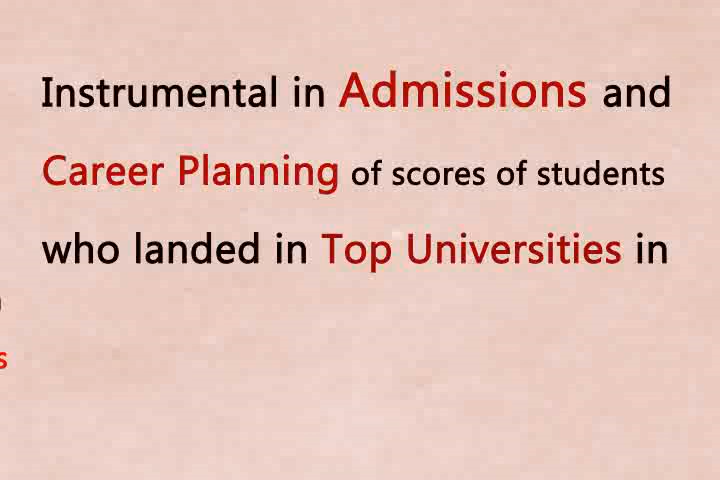 Instrumental in Admissions and
Career Planning of scores of students
who landed in Top Universities in
s